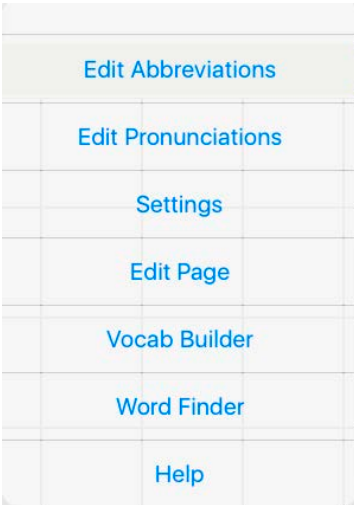 Edit Abbreviations
Edit Pronunciations
Settings
Edit Page
Vocab Builder
Word Finder
Help